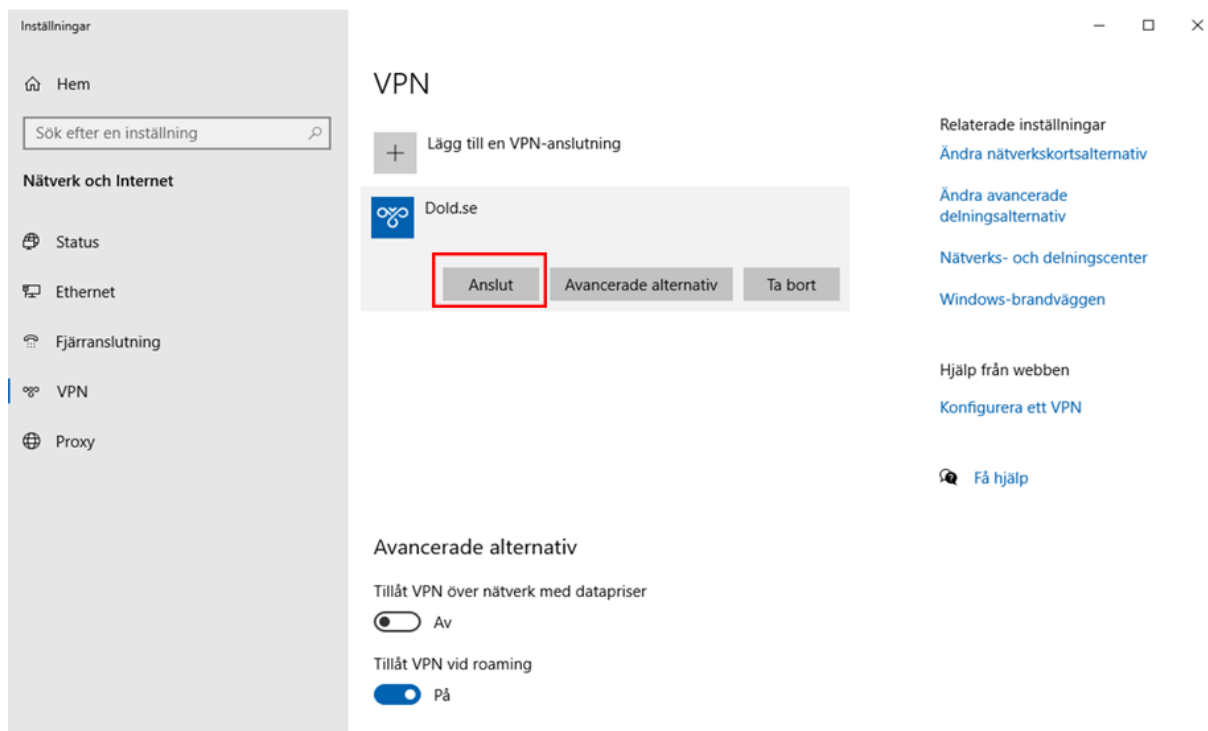 Inställningar
Hem
Sök efter en inställning
Nätverk och Internet
Status
Ethernet
Fjärranslutning
VPN
Proxy
VPN
Lägg till en VPN-anslutning
Dold.se
Anslut
Avancerade alternativ
Ta bort
Avancerade alternativ
Tillåt VPN över nätverk med datapriser
Av
Tillåt VPN vid roaming
På
Relaterade inställningar
Ändra nätverkskortsalternativ
Ändra avancerade
delningsalternativ
Nätverks- och delningscenter
Windows-brandväggen
Hjälp från webben
Konfigurera ett VPN
Få hjälp